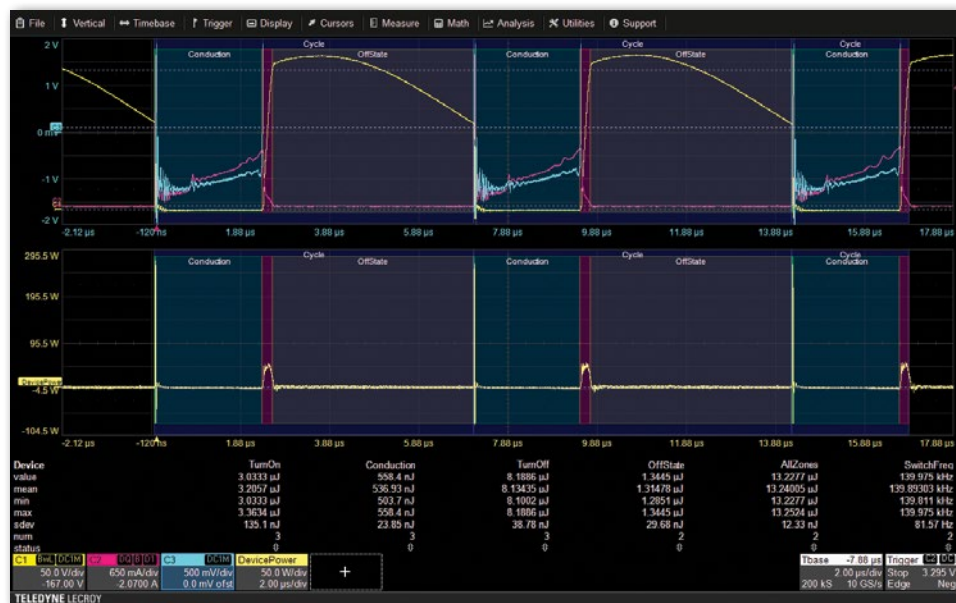 File Vertical Timebase Trigger Display Cursors Measure Math Analysis Utilities Support
2 V
Cycle Cycle Cycle
Conduction OffState Conduction OffState Conduction
1 V
C3
0 mV
-1 V
-2 V
-2.12 µs -120 ns 1.88 µs 3.88 µs 5.88 µs 7.88 µs 9.88 µs 11.88 µs 13.88 µs 15.88 µs 17.88 µs
295.5 W
Cycle Cycle Cycle
Conduction OffState Conduction OffState Conduction
195.5 W
95.5 W
DevicePower
-4.5 W
-104.5 W
-2.12 µs -120 ns 1.88 µs 3.88 µs 5.88 µs 7.88 µs 9.88 µs 11.88 µs 13.88 µs 15.88 µs 17.88 µs
Device TurnOn Conduction TurnOff OffState AllZones SwitchFreq
value 3.0333 µJ 558.4 nJ 8.1886 µJ 1.3445 µJ 13.2277 µJ 139.975 kHz
mean 3.2057 µJ 536.93 nJ 8.13435 µJ 1.31478 µJ 13.24005 µJ 139.89303 kHz
min 3.0333 µJ 503.7 nJ 8.1002 µJ 1.2851 µJ 13.2277 µJ 139.811 kHz
max 3.3634 µJ 558.4 nJ 8.1886 µJ 1.3445 µJ 13.2524 µJ 139.975 kHz
sdev 135.1 nJ 23.85 nJ 38.78 nJ 29.68 nJ 12.33 nJ 81.57 Hz
num 3 3 3 2 2 2
status 0 0 0 0 0 0
C1 BwL DC1M C2 DQ B D1 C3 DC1M DevicePower Tbase -7.88 µs Trigger C2 DC
50.0 V/div 650 mA/div 500 mV/div 50.0 W/div + 2.00 µs/div Stop 3.295 V
-167.00 V -2.0700 A 0.0 mV ofst 2.00 µs/div 200 kS 10 GS/s Edge Neg
TELEDYNE LECROY